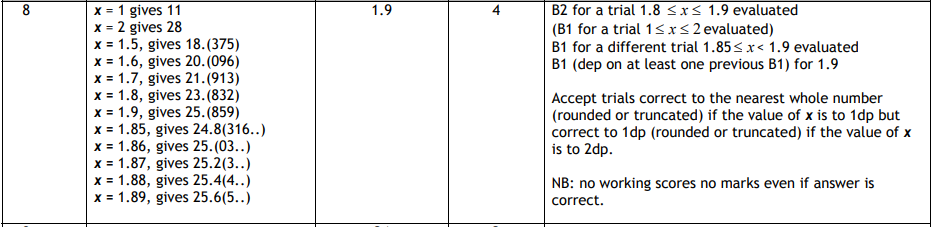 8
x = 1 gives 11
x = 2 gives 28
x = 1.5, gives 18.(375)
x = 1.6, gives 20.(096)
x = 1.7, gives 21.(913)
x = 1.8, gives 23.(832)
x = 1.9, gives 25.(859)
x = 1.85, gives 24.8(316..)
x = 1.86, gives 25.(03..)
x = 1.87, gives 25.2(3..)
x = 1.88, gives 25.4(4..)
x = 1.89, gives 25.6(5..)
1.9
4
B2 for a trial 1.8 ≤ x ≤ 1.9 evaluated
(B1 for a trial 1 ≤ x ≤ 2 evaluated)
B1 for a different trial 1.85 ≤ x < 1.9 evaluated
B1 (dep on at least one previous B1) for 1.9
Accept trials correct to the nearest whole number
(rounded or truncated) if the value of x is to 1dp but
correct to 1dp (rounded or truncated) if the value of x
is to 2dp.
NB: no working scores no marks even if answer is
correct.